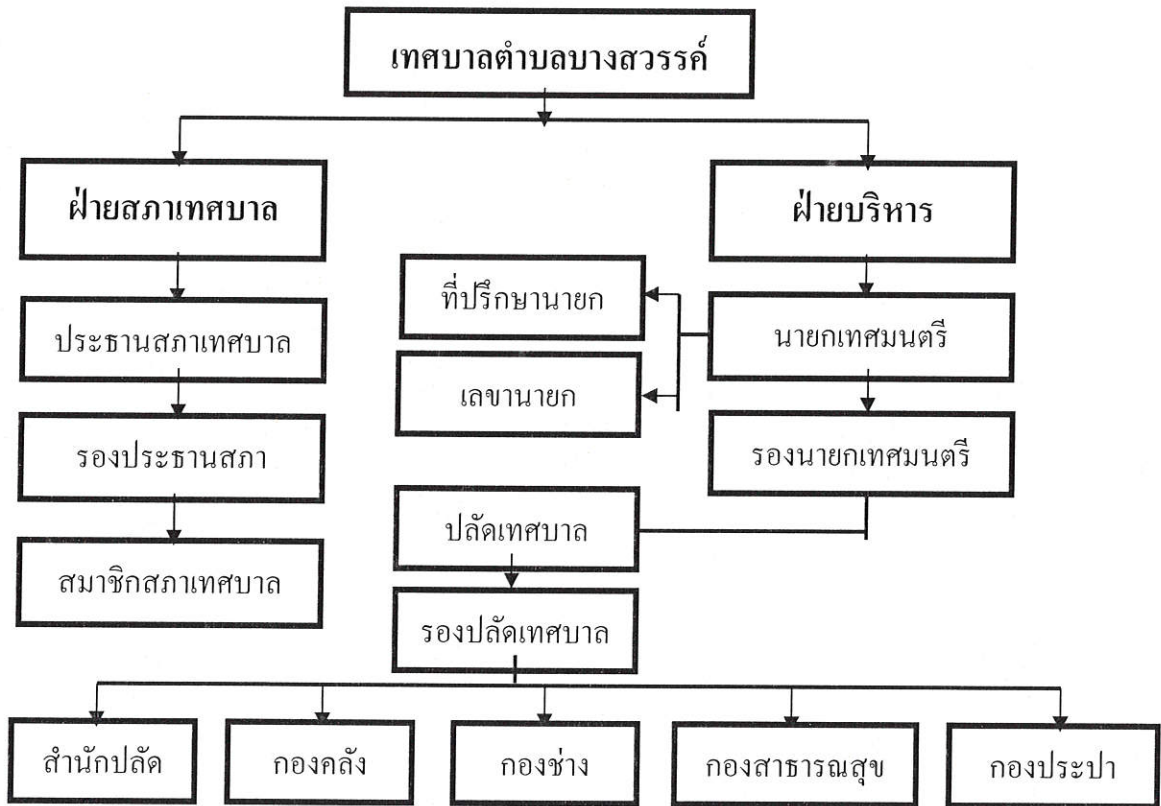 เทศบาลตำบลบางสวรรค์
ฝ่ายสภาเทศบาล
ฝ่ายบริหาร
ที่ปรึกษานายก
นายกเทศมนตรี
ประธานสภาเทศบาล
เลขานายก
รองประธานสภา
รองนายกเทศมนตรี
ปลัดเทศบาล
สมาชิกสภาเทศบาล
รองปลัดเทศบาล
สำนักปลัด
กองคลัง
กองช่าง
กองสาธารณสุข
กองประปา